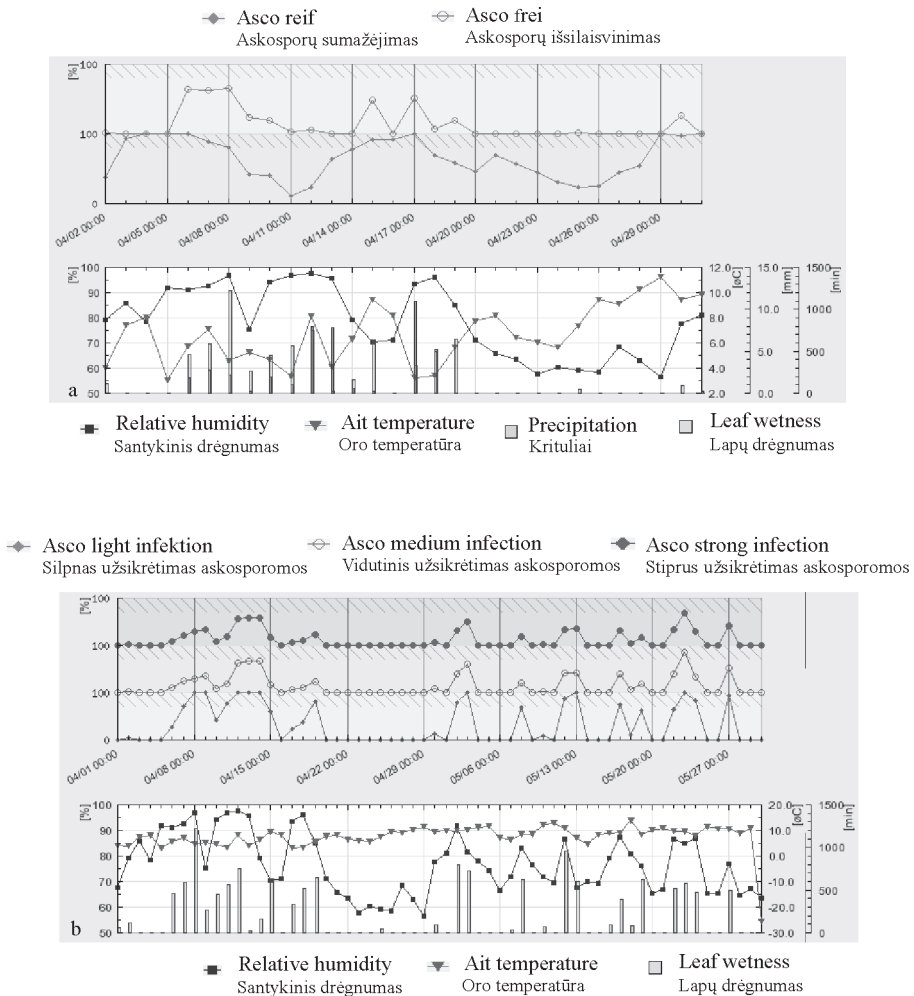 Asco reif
Askosporų sumažėjimas
Asco frei
Askosporų išsilaisvinimas
[%]
100
100
0
04/02 00:00
04/05 00:00
04/08 00:00
04/11 00:00
04/14 00:00
04/17 00:00
04/20 00:00
04/23 00:00
04/26 00:00
04/29 00:00
[%]
100
90
80
70
60
50
12.0
10.0
8.0
6.0
4.0
2.0
[øC]
15.0
10.0
5.0
0.0
[mm]
1500
1000
500
0
[min]
a
Relative humidity
Santykinis drėgnumas
Ait temperature
Oro temperatūra
Precipitation
Krituliai
Leaf wetness
Lapų drėgnumas
Asco light infektion
Silpnas užsikrėtimas askosporomos
Asco medium infection
Vidutinis užsikrėtimas askosporomos
Asco strong infection
Stiprus užsikrėtimas askosporomos
[%]
100
100
100
0
04/01 00:00
04/08 00:00
04/15 00:00
04/22 00:00
04/29 00:00
05/06 00:00
05/13 00:00
05/20 00:00
05/27 00:00
[%]
100
90
80
70
60
50
20.0
10.0
0.0
-10.0
-20.0
-30.0
[øC]
1500
1000
500
0
[min]
b
Relative humidity
Santykinis drėgnumas
Ait temperature
Oro temperatūra
Leaf wetness
Lapų drėgnumas